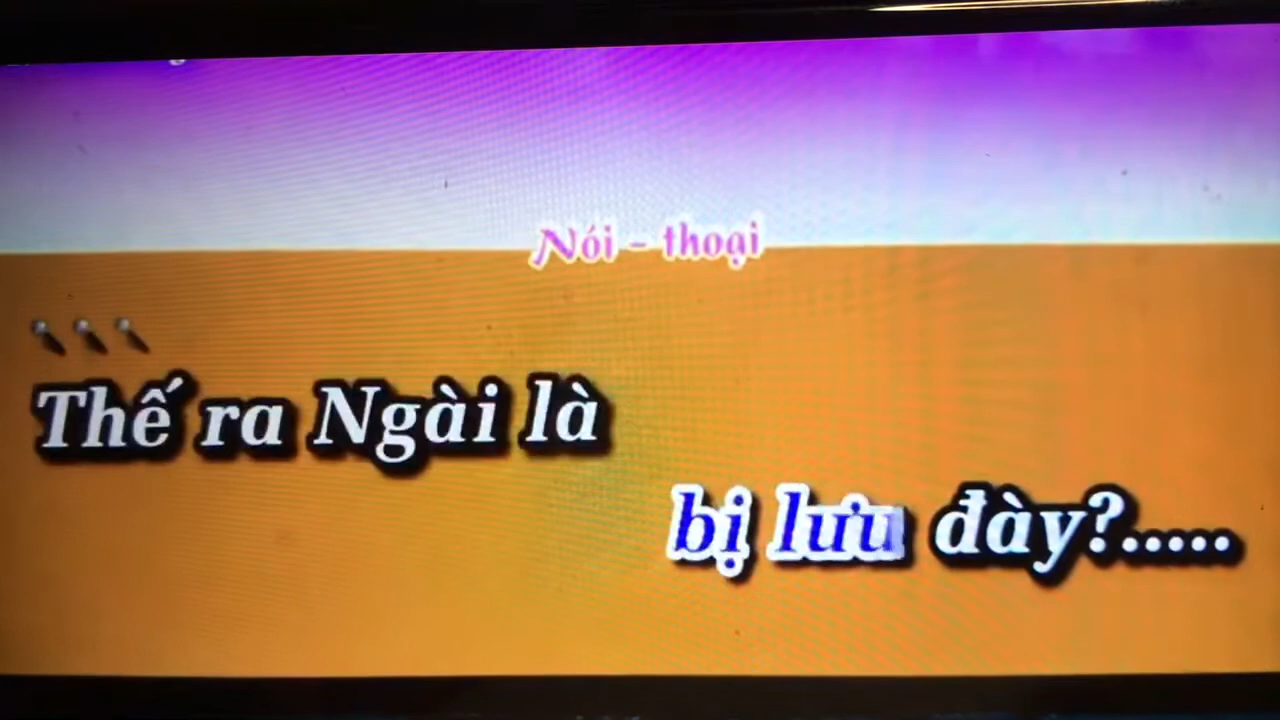 Nói - thoại
Thế ra Ngài là
bị lưu đày?.....